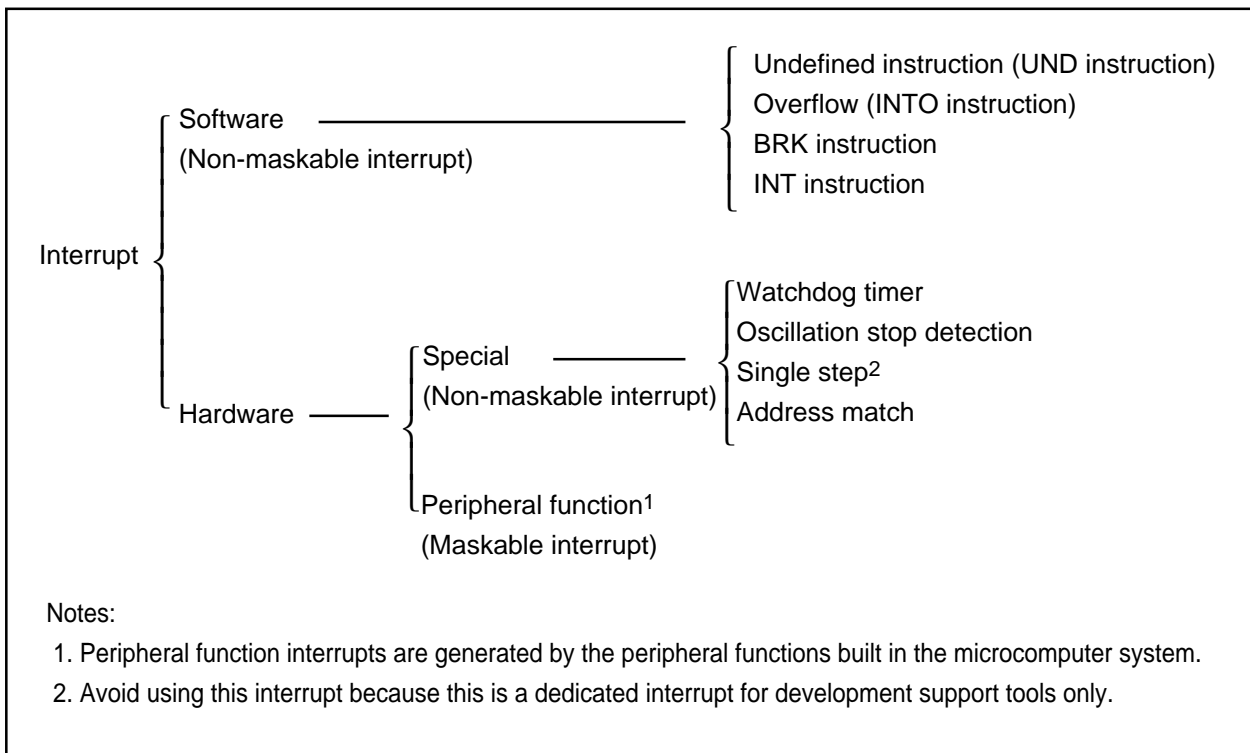 Interrupt
Software
(Non-maskable interrupt)
Undefined instruction (UND instruction)
Overflow (INTO instruction)
BRK instruction
INT instruction
Hardware
Special
(Non-maskable interrupt)
Watchdog timer
Oscillation stop detection
Single step2
Address match
Peripheral function1
(Maskable interrupt)
Notes:
1. Peripheral function interrupts are generated by the peripheral functions built in the microcomputer system.
2. Avoid using this interrupt because this is a dedicated interrupt for development support tools only.